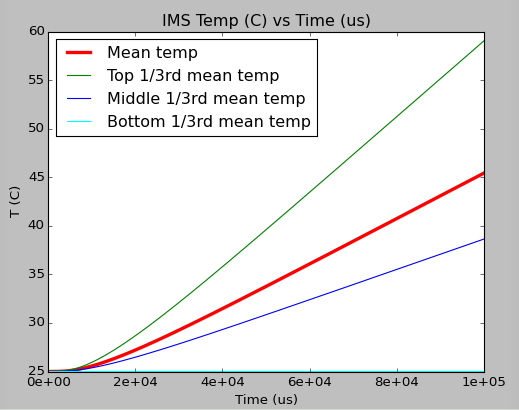 IMS Temp (C) vs Time (us)
60
55
50
45
40
35
30
25
T (C)
Mean temp
Top 1/3rd mean temp
Middle 1/3rd mean temp
Bottom 1/3rd mean temp
0e+00 2e+04 4e+04 6e+04 8e+04 1e+05
Time (us)